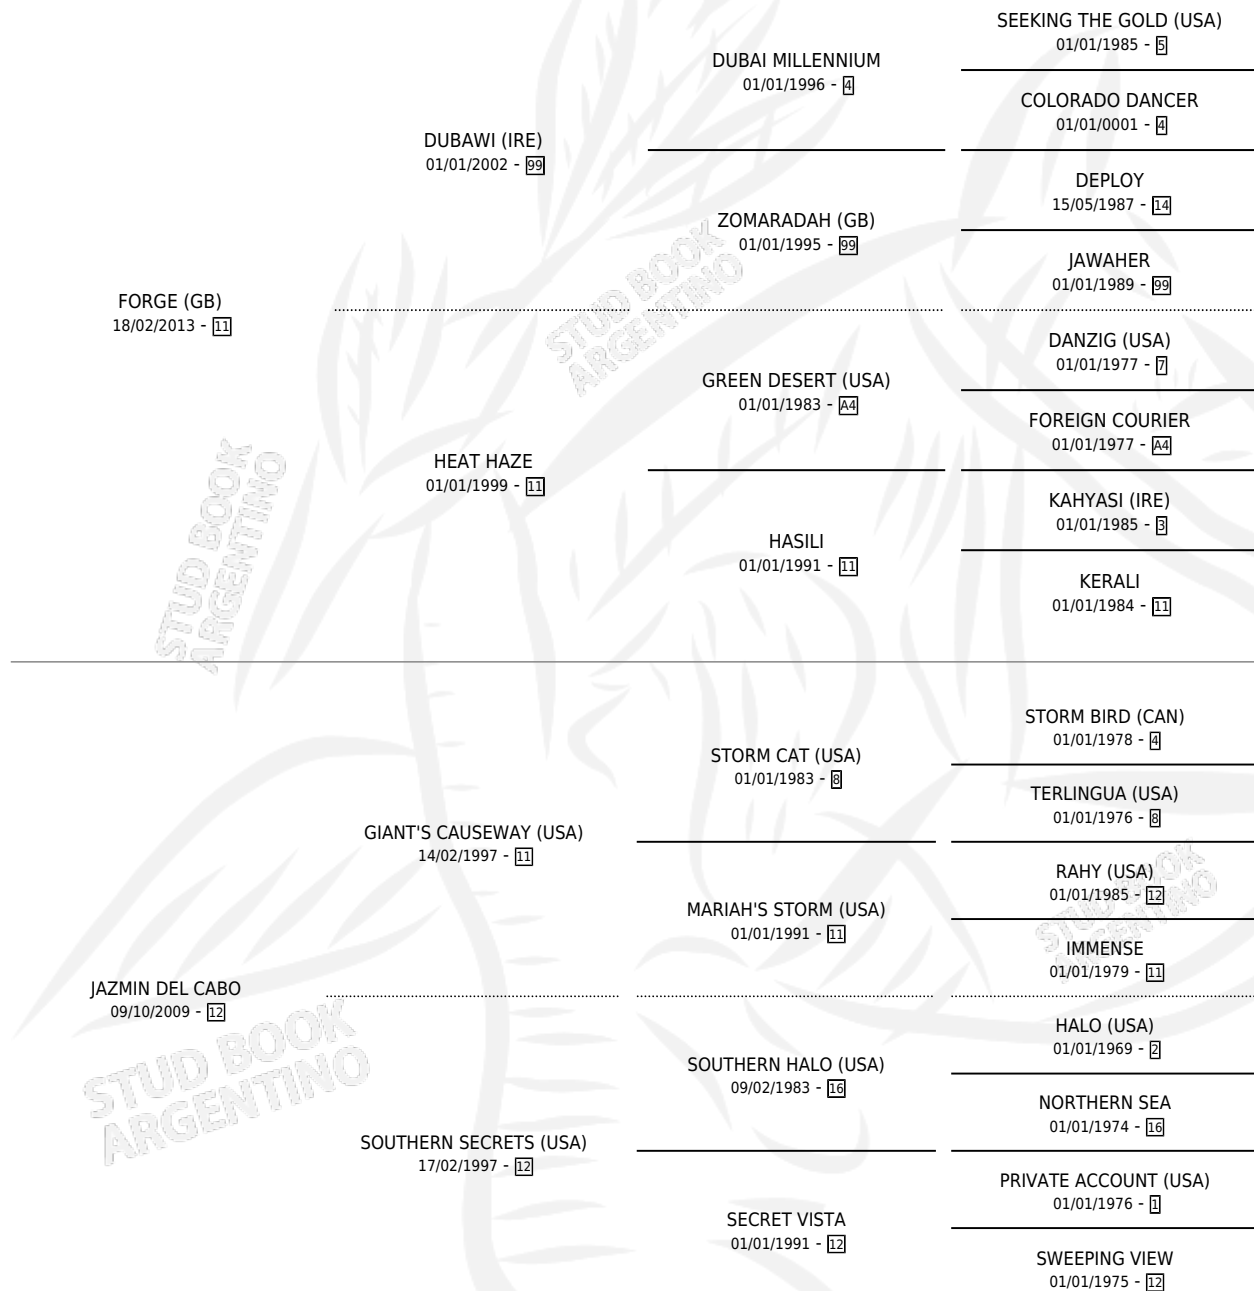 SEEKING THE GOLD (USA)
01/01/1985 - 5
DUBAI MILLENNIUM
01/01/1996 - 4
COLORADO DANCER
01/01/0001 - 4
DUBAWI (IRE)
01/01/2002 - 99
DEPLOY
15/05/1987 - 14
ZOMARADAH (GB)
01/01/1995 - 99
JAWAHER
01/01/1989 - 99
FORGE (GB)
18/02/2013 - 11
DANZIG (USA)
01/01/1977 - 7
GREEN DESERT (USA)
01/01/1983 - A4
FOREIGN COURIER
01/01/1977 - A4
HEAT HAZE
01/01/1999 - 11
KAHYASI (IRE)
01/01/1985 - 3
HASILI
01/01/1991 - 11
KERALI
01/01/1984 - 11
STUD BOOK
ARGENTINO
STUD BOOK
ARGENTINO
STORM BIRD (CAN)
01/01/1978 - 4
STORM CAT (USA)
01/01/1983 - 8
TERLINGUA (USA)
01/01/1976 - 8
GIANT'S CAUSEWAY (USA)
14/02/1997 - 11
RAHY (USA)
01/01/1985 - 12
MARIAH'S STORM (USA)
01/01/1991 - 11
IMMENSE
01/01/1979 - 11
STUD BOOK
ARGENTINO
JAZMIN DEL CABO
09/10/2009 - 12
HALO (USA)
01/01/1969 - 2
SOUTHERN HALO (USA)
09/02/1983 - 16
NORTHERN SEA
01/01/1974 - 16
STUD BOOK
ARGENTINO
SOUTHERN SECRETS (USA)
17/02/1997 - 12
PRIVATE ACCOUNT (USA)
01/01/1976 - 1
SECRET VISTA
01/01/1991 - 12
SWEEPING VIEW
01/01/1975 - 12